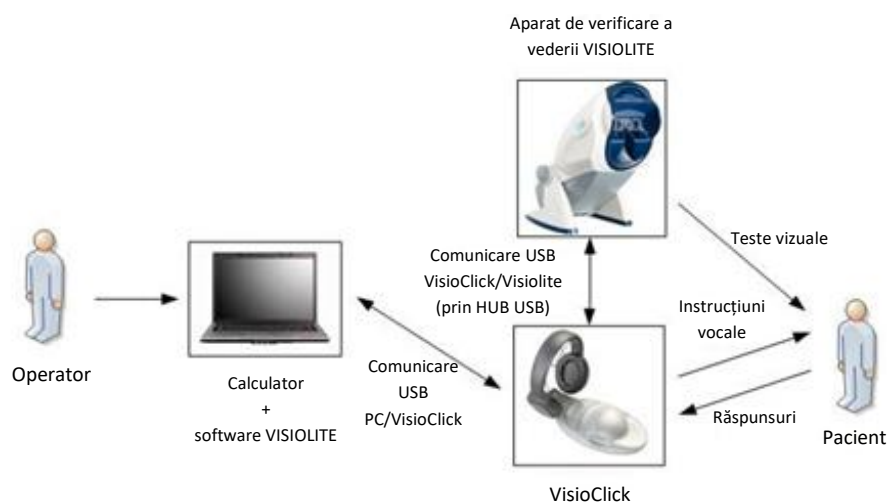 Aparat de verificare a
vederii VISIOLITE
Teste vizuale
Comunicare USB
VisioClick/Visiolite
(prin HUB USB)
Instrucțiuni
vocale
Operator
Calculator
+
software VISIOLITE
Comunicare
USB
PC/VisioClick
Răspunsuri
Pacient
VisioClick